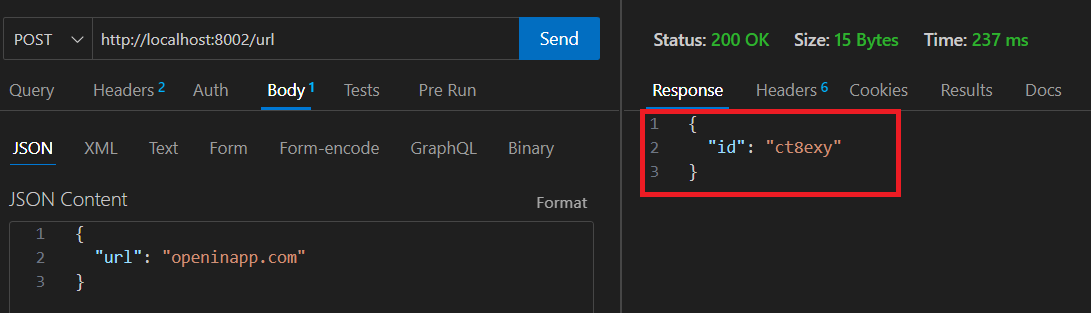 POST http://localhost:8002/url Send
Query Headers 2 Auth Body 1 Tests Pre Run
JSON XML Text Form Form-encode GraphQL Binary
JSON Content Format
1 {
2 "url": "openinapp.com"
3 }
Status: 200 OK Size: 15 Bytes Time: 237 ms
Response Headers 6 Cookies Results Docs
1 {
2 "id": "ct8exy"
3 }